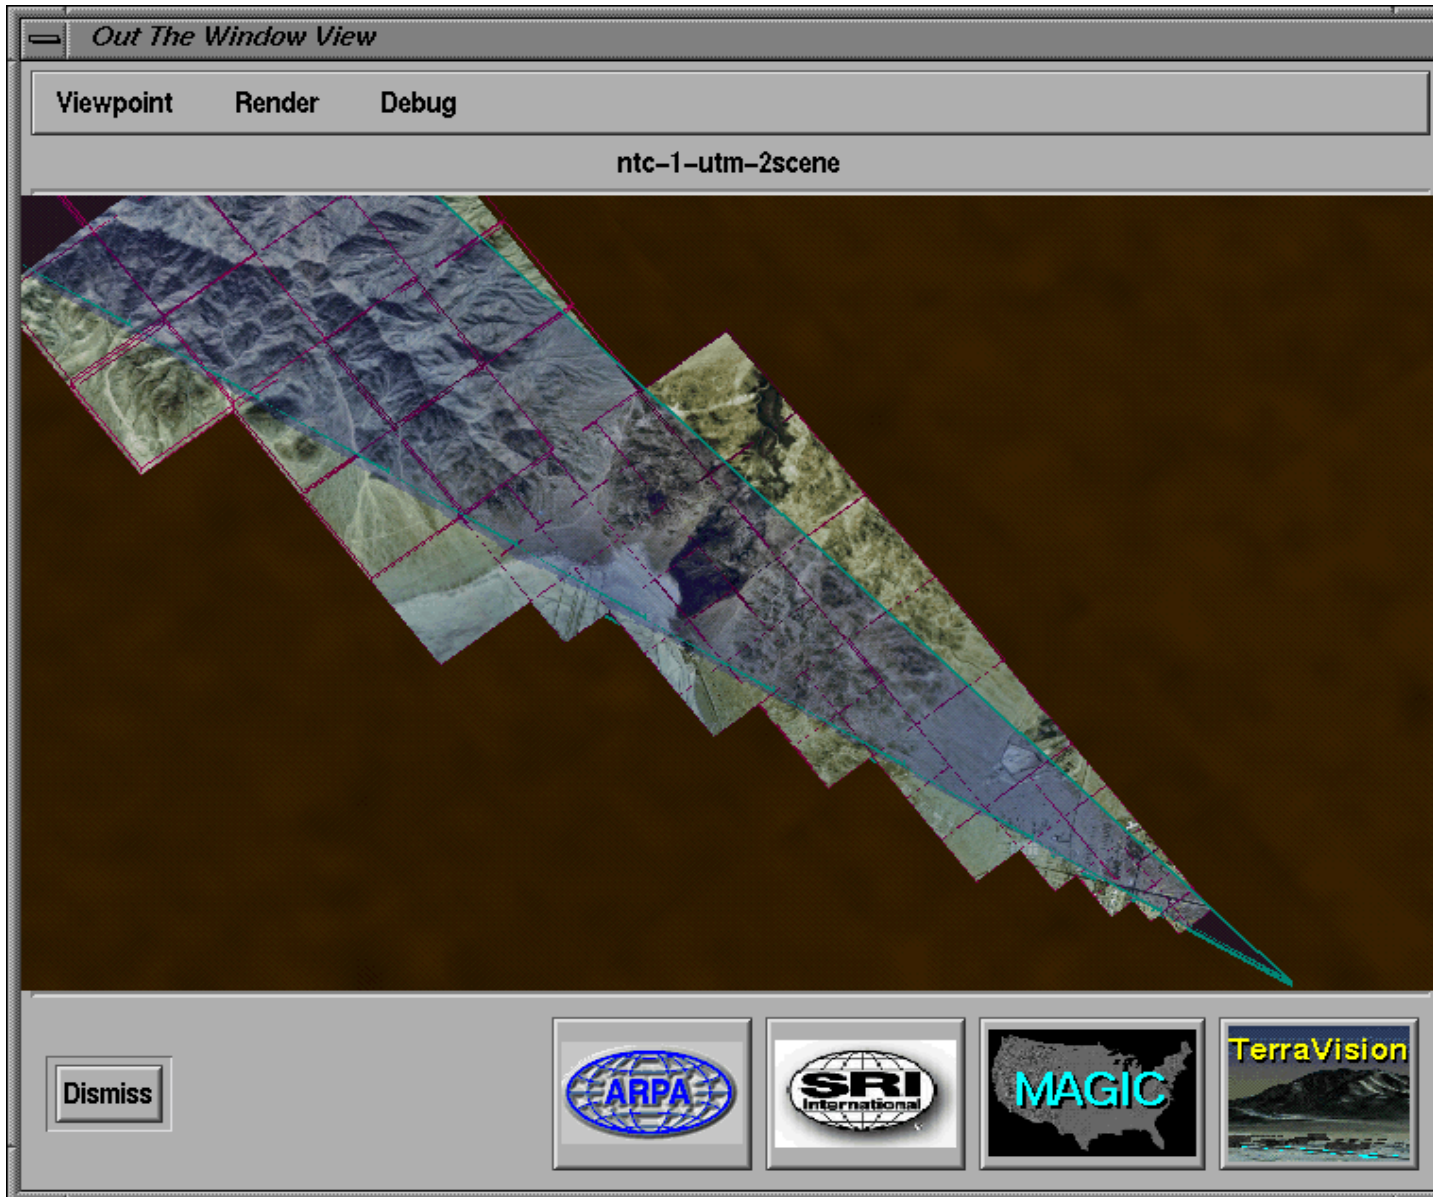 Out The Window View
Viewpoint Render Debug
ntc-1-utm-2scene
Dismiss
ARPA
SRI
International
MAGIC
TerraVision